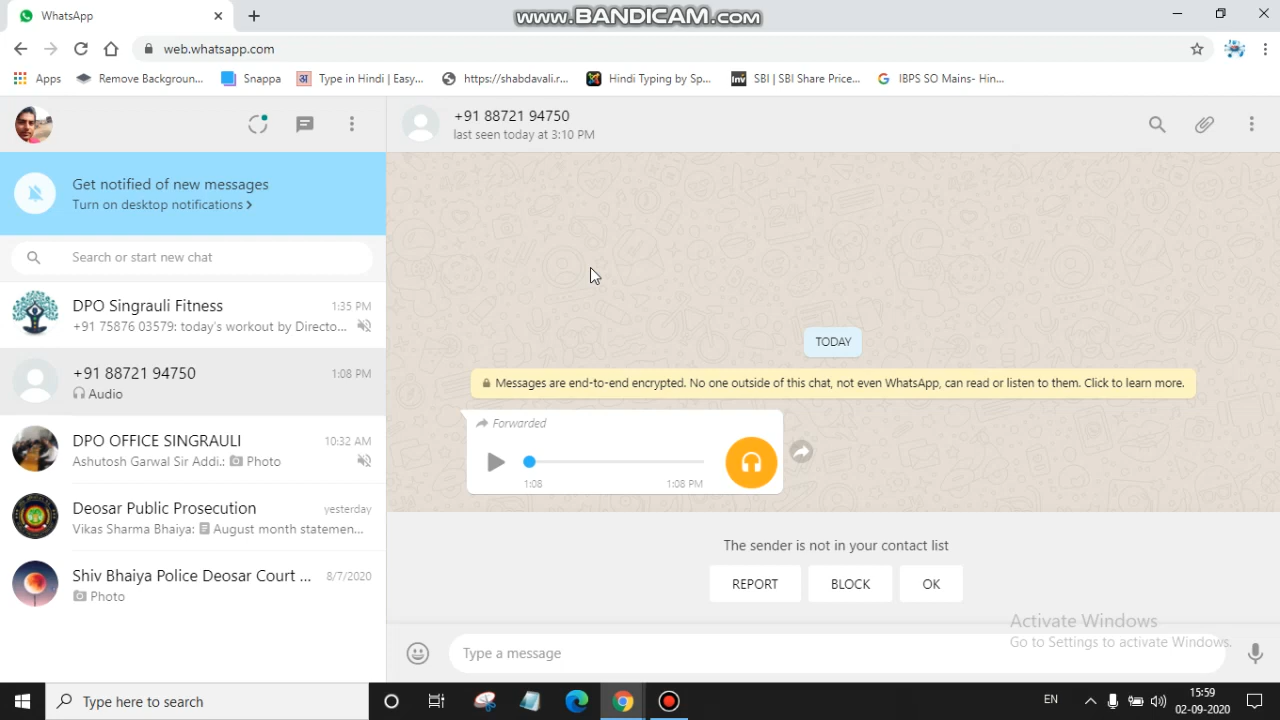 WhatsApp
www.BANDICAM.com
web.whatsapp.com
Apps
Remove Backgroun...
Snappa
अ Type in Hindi | Easy...
https://shabdavali.r...
Hindi Typing by Sp...
Inv SBI | SBI Share Price...
IBPS SO Mains- Hin...
+91 88721 94750
last seen today at 3:10 PM
Get notified of new messages
Turn on desktop notifications >
Search or start new chat
DPO Singrauli Fitness 1:35 PM
+91 75876 03579: today's workout by Directo...
+91 88721 94750 1:08 PM
Audio
DPO OFFICE SINGRAULI 10:32 AM
Ashutosh Garwal Sir Addi.: Photo
Deosar Public Prosecution yesterday
Vikas Sharma Bhaiya: August month statemen...
Shiv Bhaiya Police Deosar Court ... 8/7/2020
Photo
TODAY
Messages are end-to-end encrypted. No one outside of this chat, not even WhatsApp, can read or listen to them. Click to learn more.
Forwarded
1:08 1:08 PM
The sender is not in your contact list
REPORT BLOCK OK
Type a message
Activate Windows
Go to Settings to activate Windows.
Type here to search
EN
15:59
02-09-2020